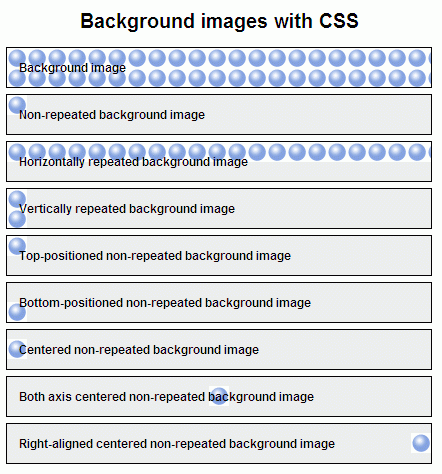 Background images with CSS
Background image
Non-repeated background image
Horizontally repeated background image
Vertically repeated background image
Top-positioned non-repeated background image
Bottom-positioned non-repeated background image
Centered non-repeated background image
Both axis centered non-repeated background image
Right-aligned centered non-repeated background image